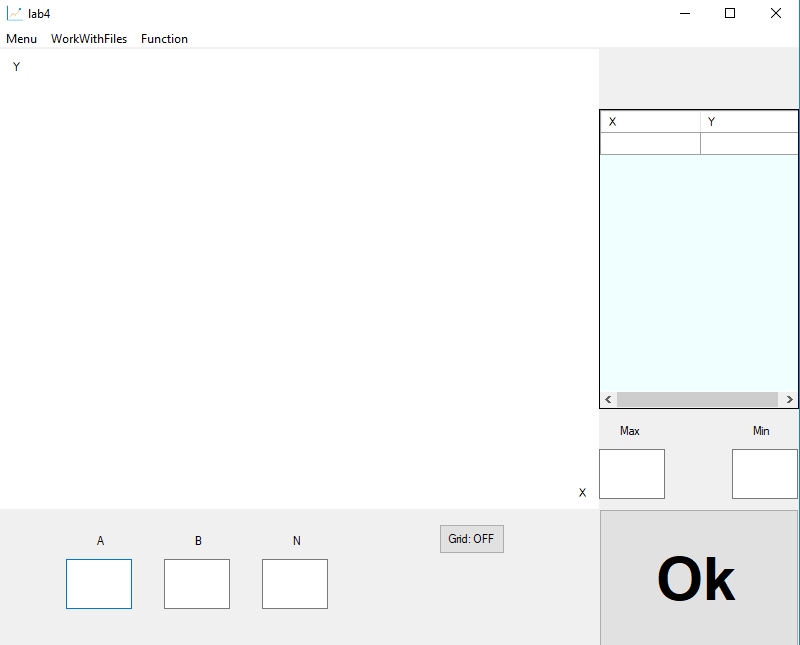 lab4
Menu WorkWithFiles Function
Y
X Y
Max Min
X
A B N
Grid: OFF
Ok